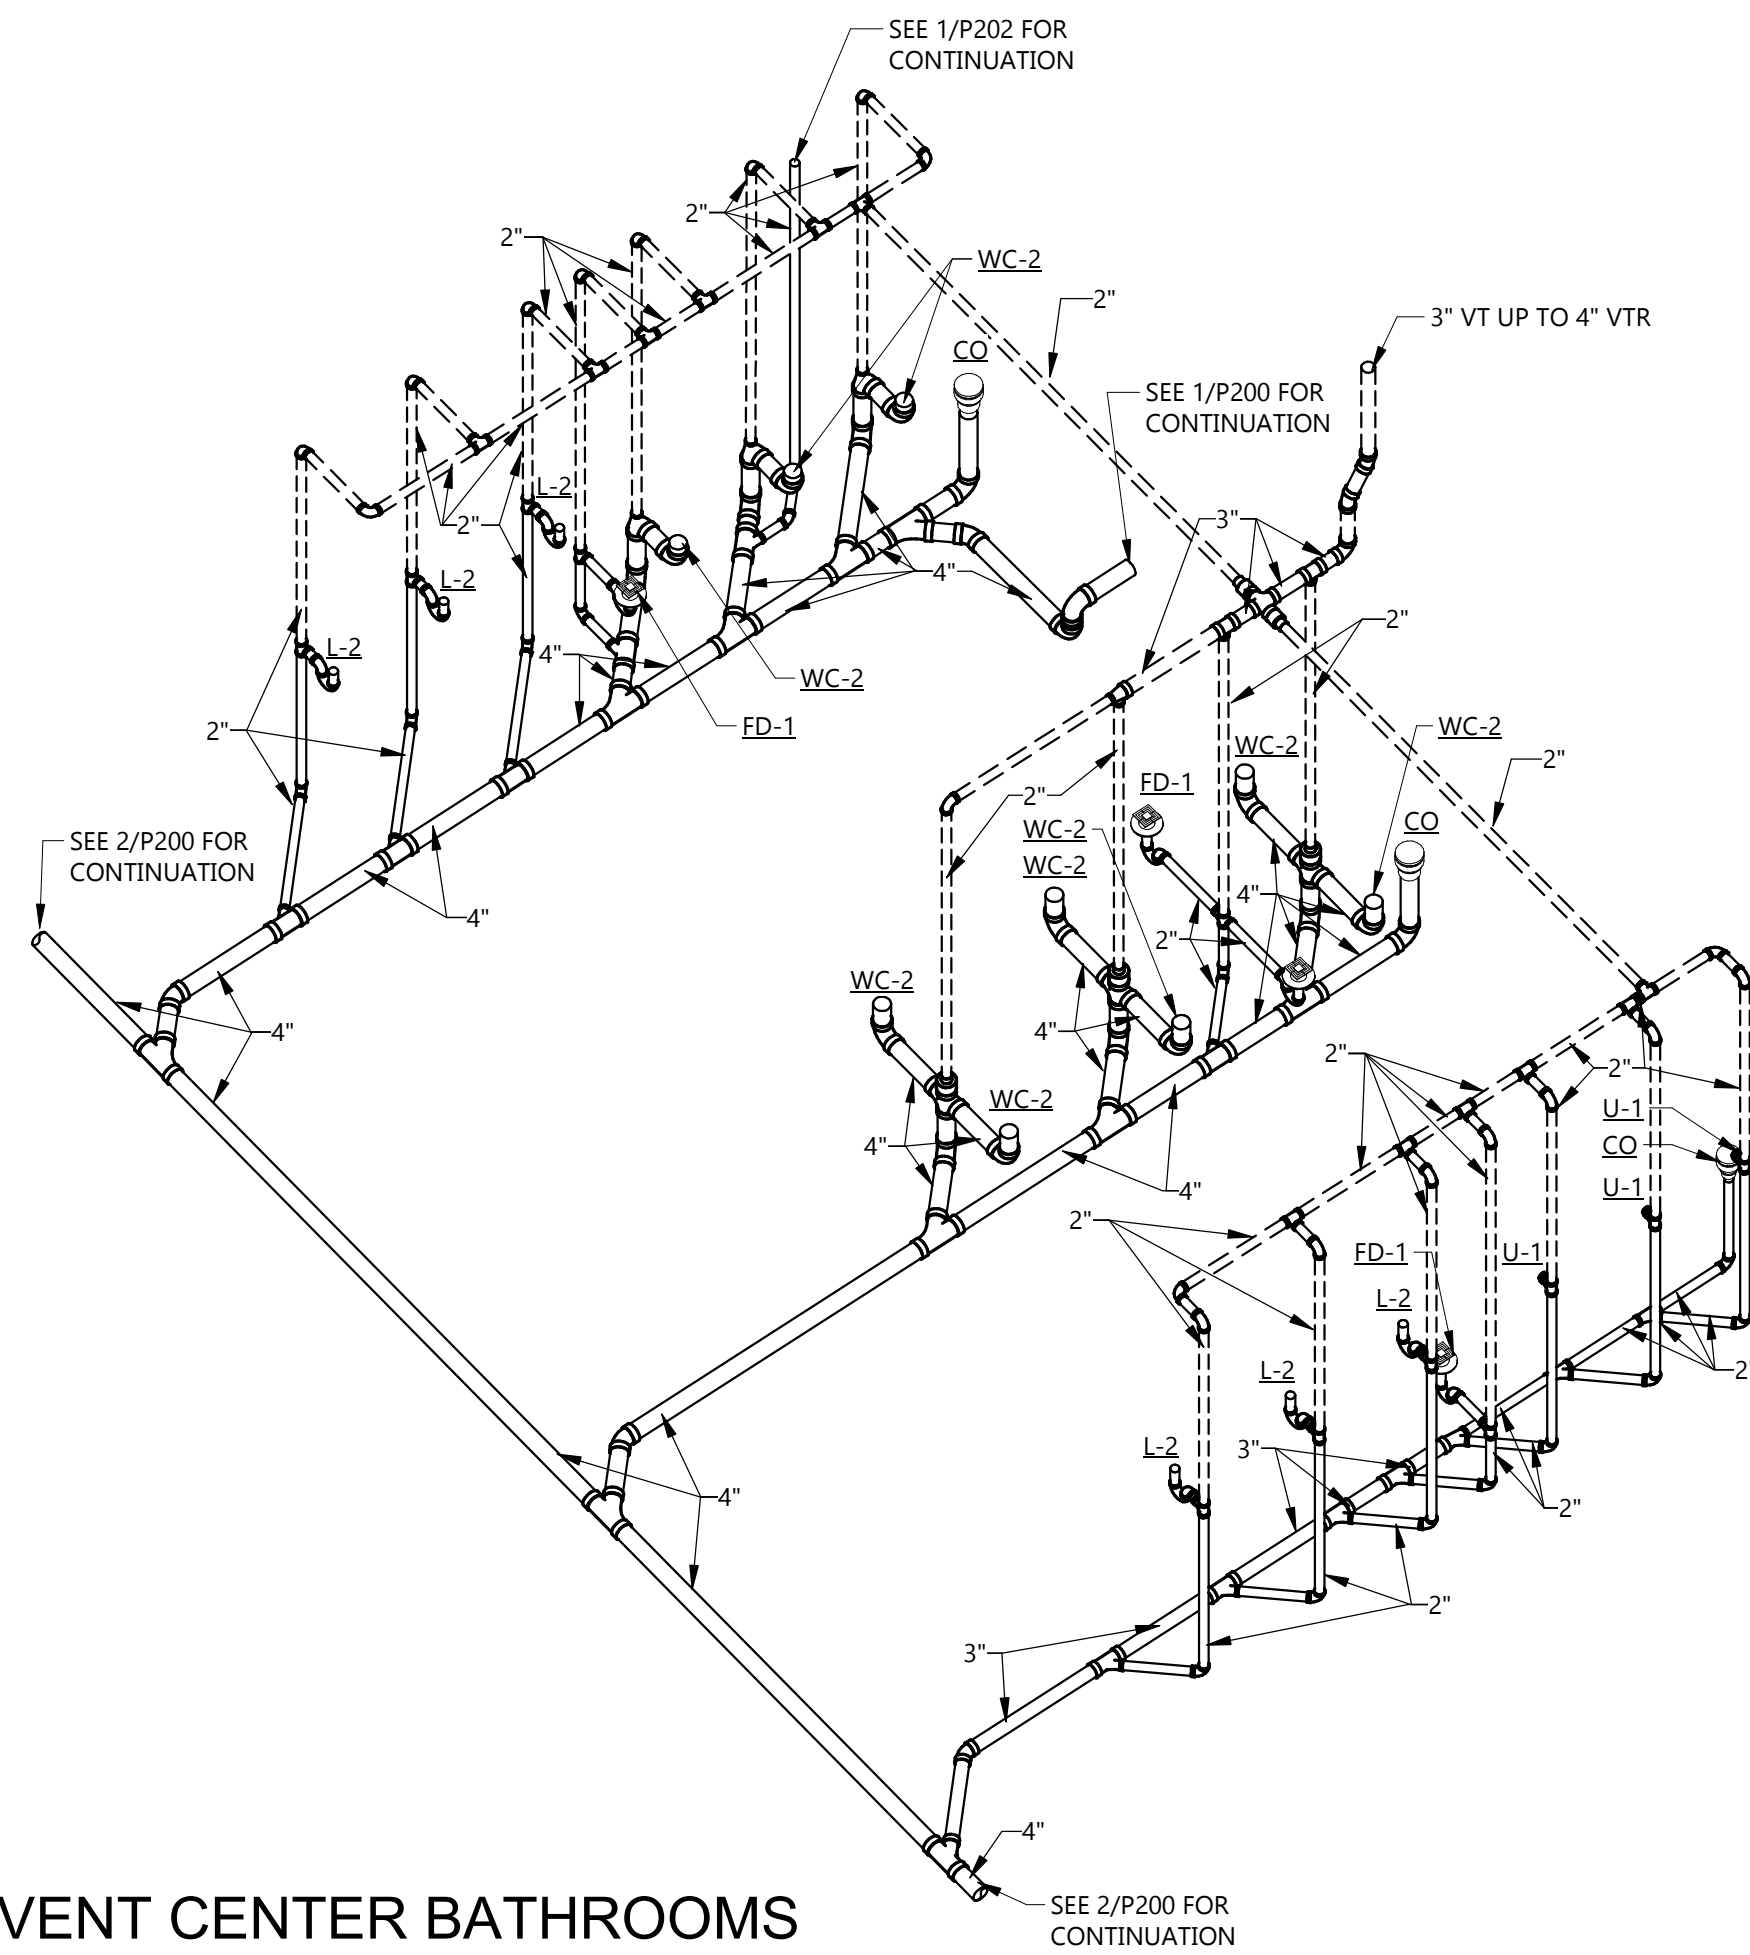 SEE 1/P202 FOR
CONTINUATION
2"
2"
WC-2
2"
3" VT UP TO 4" VTR
CO
SEE 1/P200 FOR
CONTINUATION
L-2
2"
3"
L-2
4"
2"
L-2
4"
WC-2
2"
FD-1
WC-2
WC-2
2"
FD-1
2"
WC-2
CO
SEE 2/P200 FOR
CONTINUATION
WC-2
4"
4"
2"
WC-2
4"
4"
2"
2"
WC-2
U-1
4"
CO
4"
U-1
2"
FD-1
U-1
L-2
L-2
2"
L-2
3"
4"
2"
2"
3"
4"
SEE 2/P200 FOR
CONTINUATION
VENT CENTER BATHROOMS